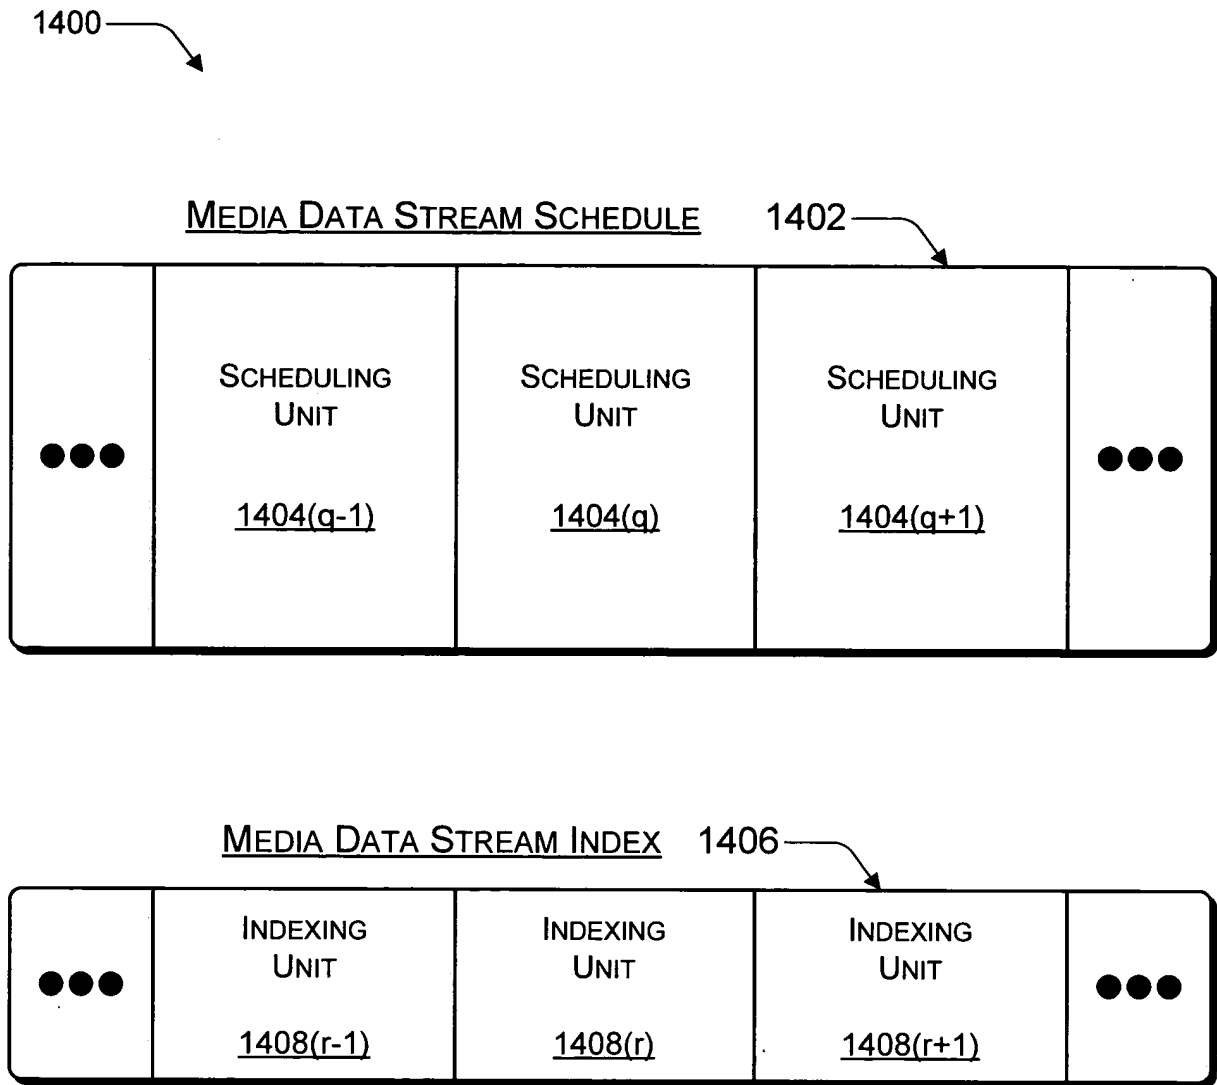 1400
MEDIA DATA STREAM SCHEDULE 1402
SCHEDULING UNIT 1404(q-1)
SCHEDULING UNIT 1404(q)
SCHEDULING UNIT 1404(q+1)
MEDIA DATA STREAM INDEX 1406
INDEXING UNIT 1408(r-1)
INDEXING UNIT 1408(r)
INDEXING UNIT 1408(r+1)